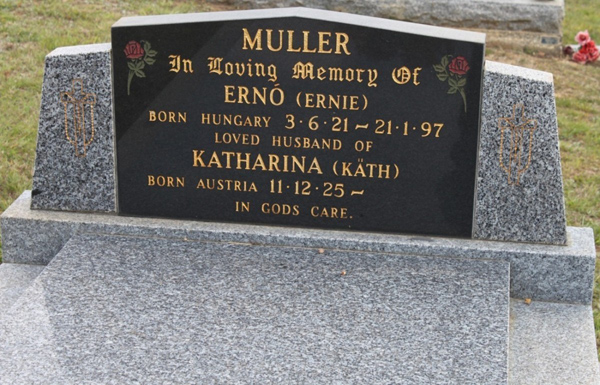 MULLER
In Loving Memory Of
ERNÓ (ERNIE)
BORN HUNGARY 3·6·21 ~ 21·1·97
LOVED HUSBAND OF
KATHARINA (KÄTH)
BORN AUSTRIA 11·12·25 ~
IN GODS CARE.